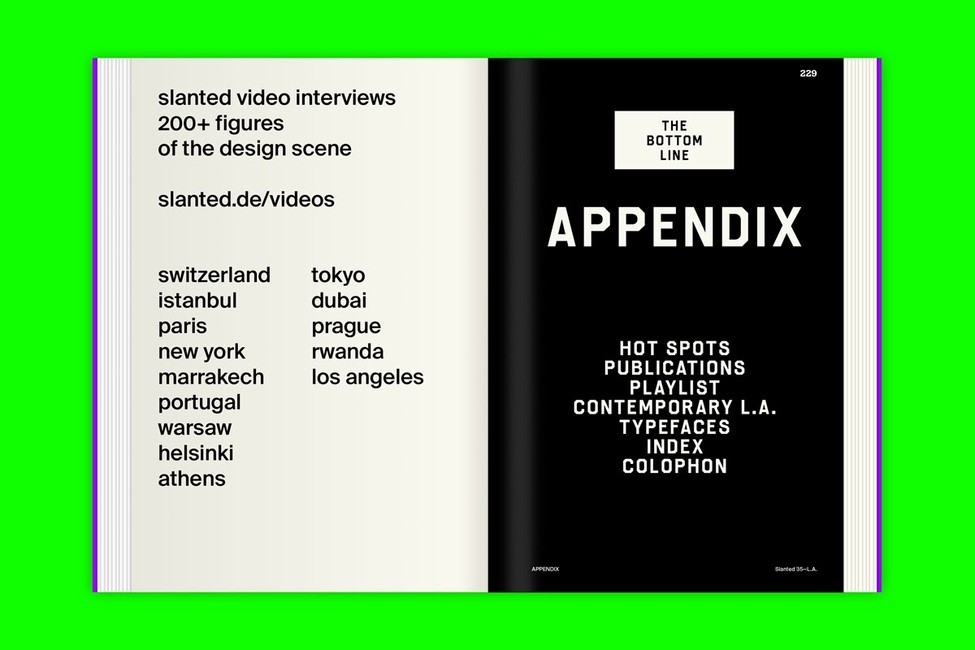 slanted video interviews
200+ figures
of the design scene
slanted.de/videos
switzerland
istanbul
paris
new york
marrakech
portugal
warsaw
helsinki
athens
tokyo
dubai
prague
rwanda
los angeles
229
THE
BOTTOM
LINE
APPENDIX
HOT SPOTS
PUBLICATIONS
PLAYLIST
CONTEMPORARY L.A.
TYPEFACES
INDEX
COLOPHON
APPENDIX
Slanted 35—L.A.